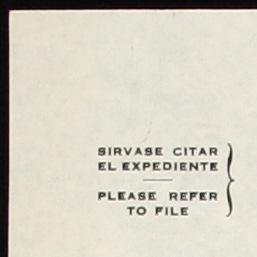 SIRVASE CITAR
EL EXPEDIENTE
PLEASE REFER
TO FILE